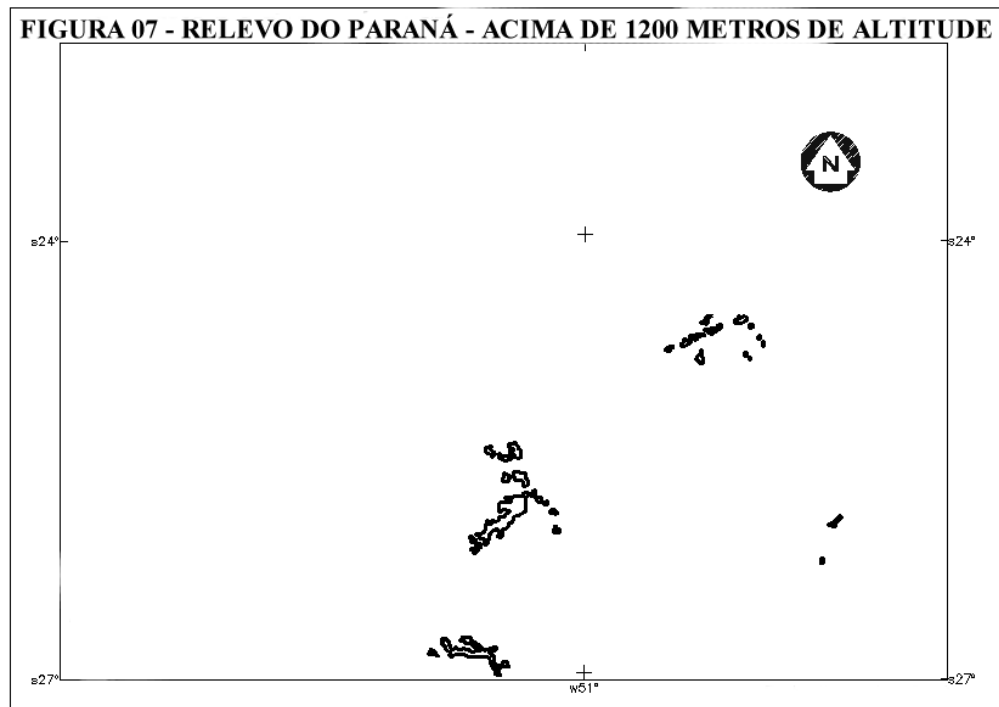 FIGURA 07 - RELEVO DO PARANÁ - ACIMA DE 1200 METROS DE ALTITUDE
N
s24° s24°
s27° w51° s27°